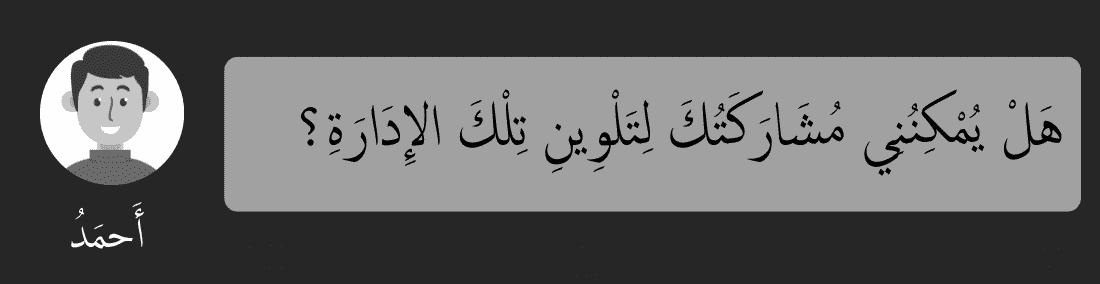 هَلْ يُمْكِنُنِي مُشَارَكَتُكَ لِتَلْوِينِ تِلْكَ الإِدَارَةِ؟
أَحمَدُ